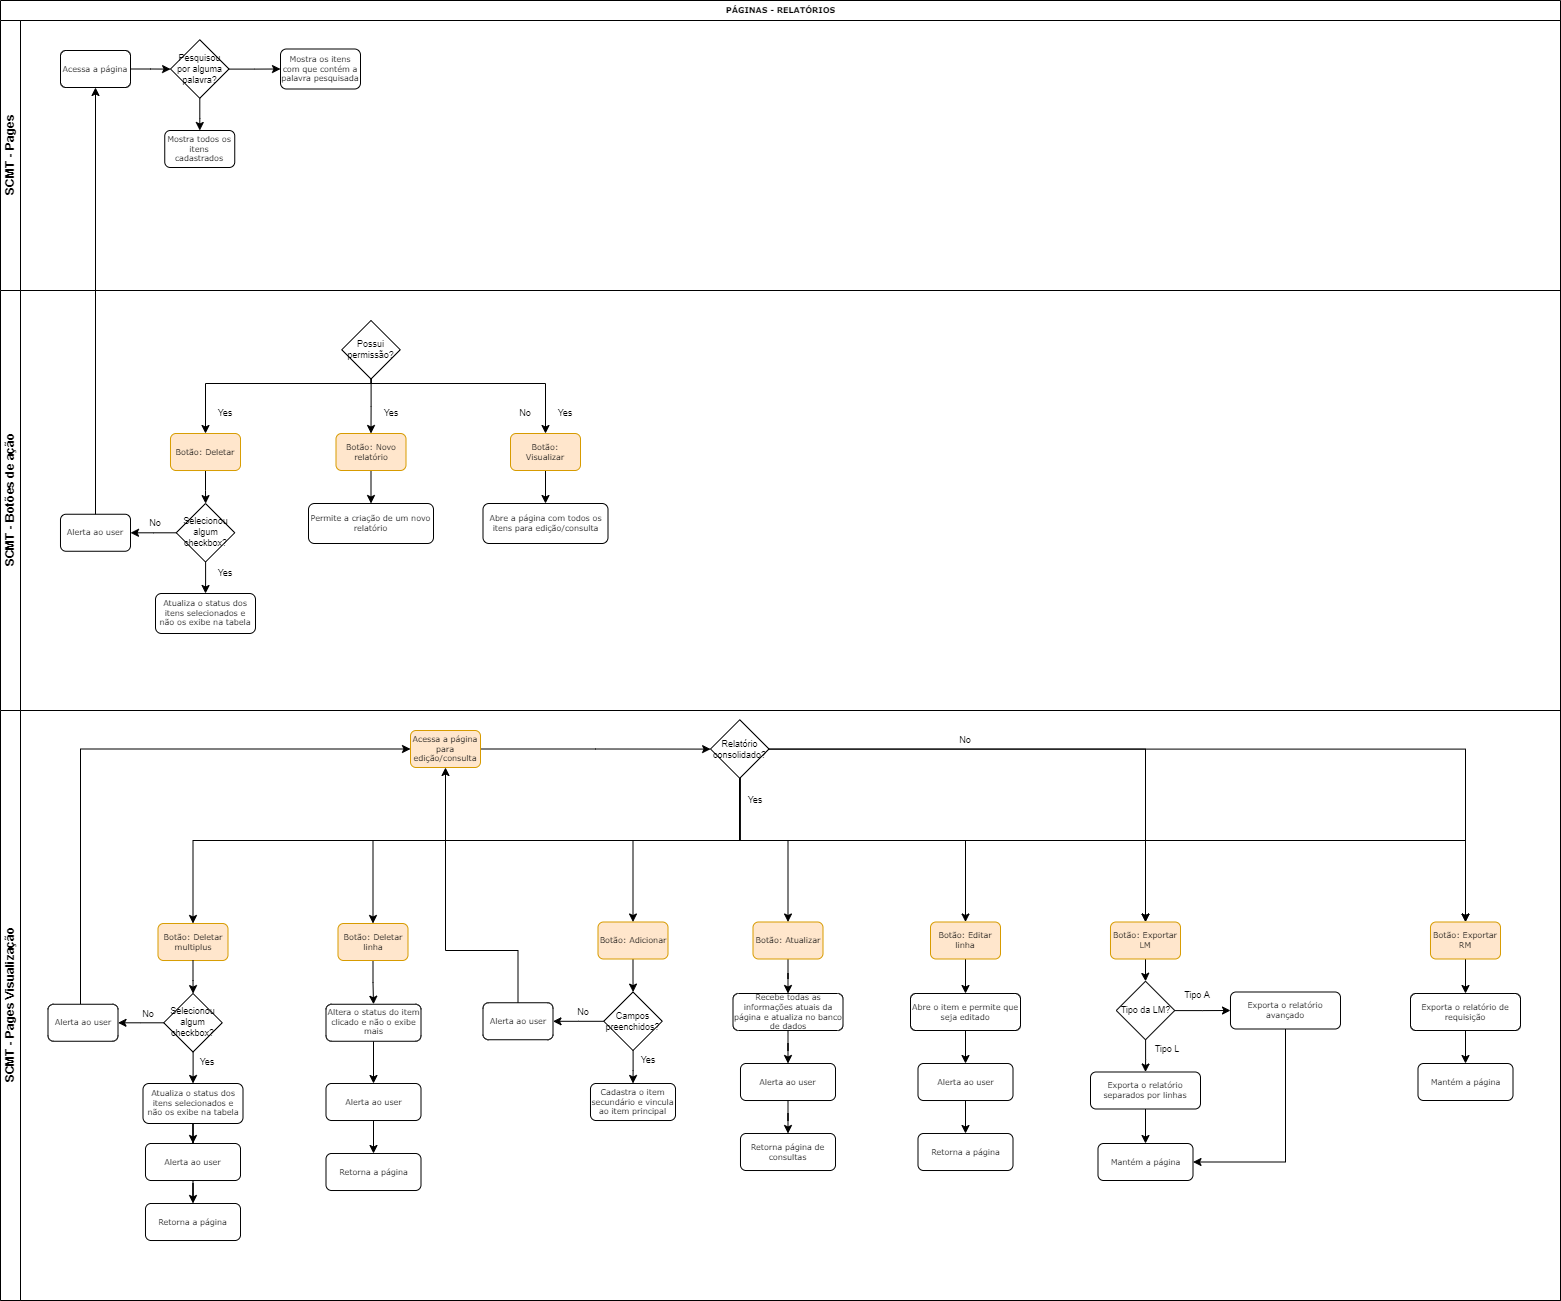 PÁGINAS - RELATÓRIOS
SCMT - Pages
Acessa a página
Pesquisou
por alguma
palavra?
Mostra os itens
com que contém a
palavra pesquisada
Mostra todos os
itens
cadastrados
SCMT - Botões de ação
Possui
permissão?
Yes
Yes
No
Yes
Botão: Deletar
Botão: Novo
relatório
Botão:
Visualizar
Alerta ao user
No
Selecionou
algum
checkbox?
Permite a criação de um novo
relatório
Abre a página com todos os
itens para edição/consulta
Yes
Atualiza o status dos
itens selecionados e
não os exibe na tabela
SCMT - Pages Visualização
Acessa a página
para
edição/consulta
Relatório
consolidado?
No
Yes
Botão: Deletar
multiplus
Botão: Deletar
linha
Botão: Adicionar
Botão: Atualizar
Botão: Editar
linha
Botão: Exportar
LM
Botão: Exportar
RM
Alerta ao user
No
Selecionou
algum
checkbox?
Yes
Atualiza o status dos
itens selecionados e
não os exibe na tabela
Alerta ao user
Retorna a página
Altera o status do item
clicado e não o exibe
mais
Alerta ao user
Retorna a página
Alerta ao user
No
Campos
preenchidos?
Yes
Cadastra o item
secundário e vincula
ao item principal
Recebe todas as
informações atuais da
página e atualiza no banco
de dados
Alerta ao user
Retorna página de
consultas
Abre o item e permite que
seja editado
Alerta ao user
Retorna a página
Tipo da LM?
Tipo A
Exporta o relatório
avançado
Tipo L
Exporta o relatório
separados por linhas
Mantém a página
Exporta o relatório de
requisição
Mantém a página